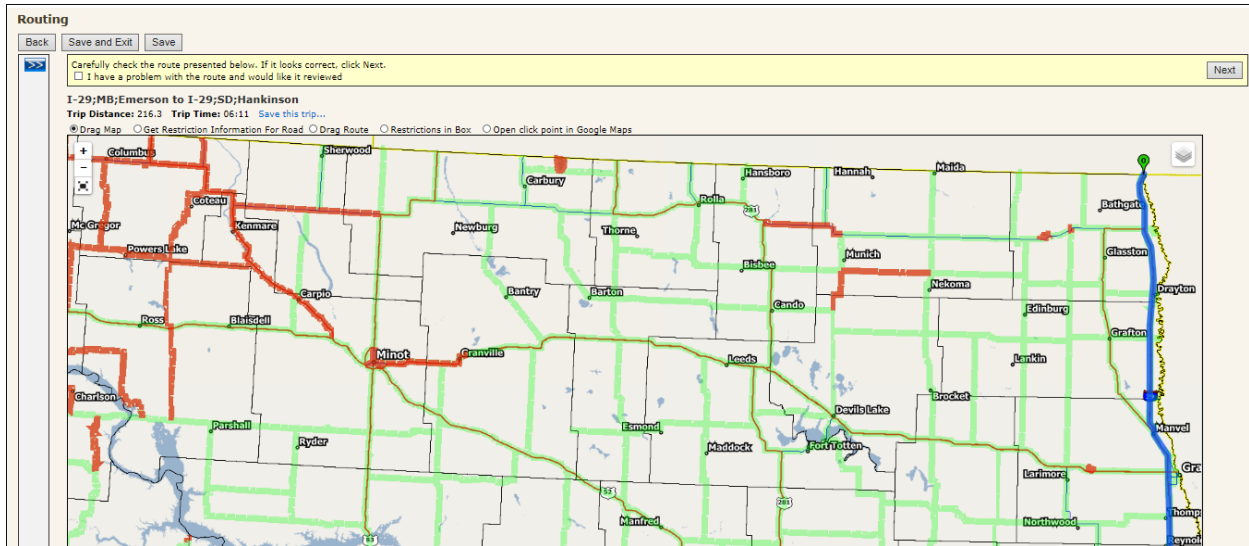 Routing
Back Save and Exit Save
>>
Carefully check the route presented below. If it looks correct, click Next.
I have a problem with the route and would like it reviewed
Next
I-29;MB;Emerson to I-29;SD;Hankinson
Trip Distance: 216.3 Trip Time: 06:11 Save this trip...
Drag Map Get Restriction Information For Road Drag Route Restrictions in Box Open click point in Google Maps
+
−
Columbus
Sherwood
Carbury
Hansboro
Hannah
Maida
Coteau
Rolla
281
Bathgate
McGregor
Kenmare
Newburg
Thorne
Powers Lake
Munich
Glasston
Bisbee
Carpio
Bantry
Barton
Nekoma
Drayton
Cando
Edinburg
Ross
Blaisdell
Grafton
Minot
Granville
Leeds
Lankin
Charlson
Brocket
Devils Lake
Manvel
Parshall
Esmond
Ryder
Maddock
Fort Totten
Larimore
Gra
52
281
Manfred
Northwood
Thomp
83
Reynol